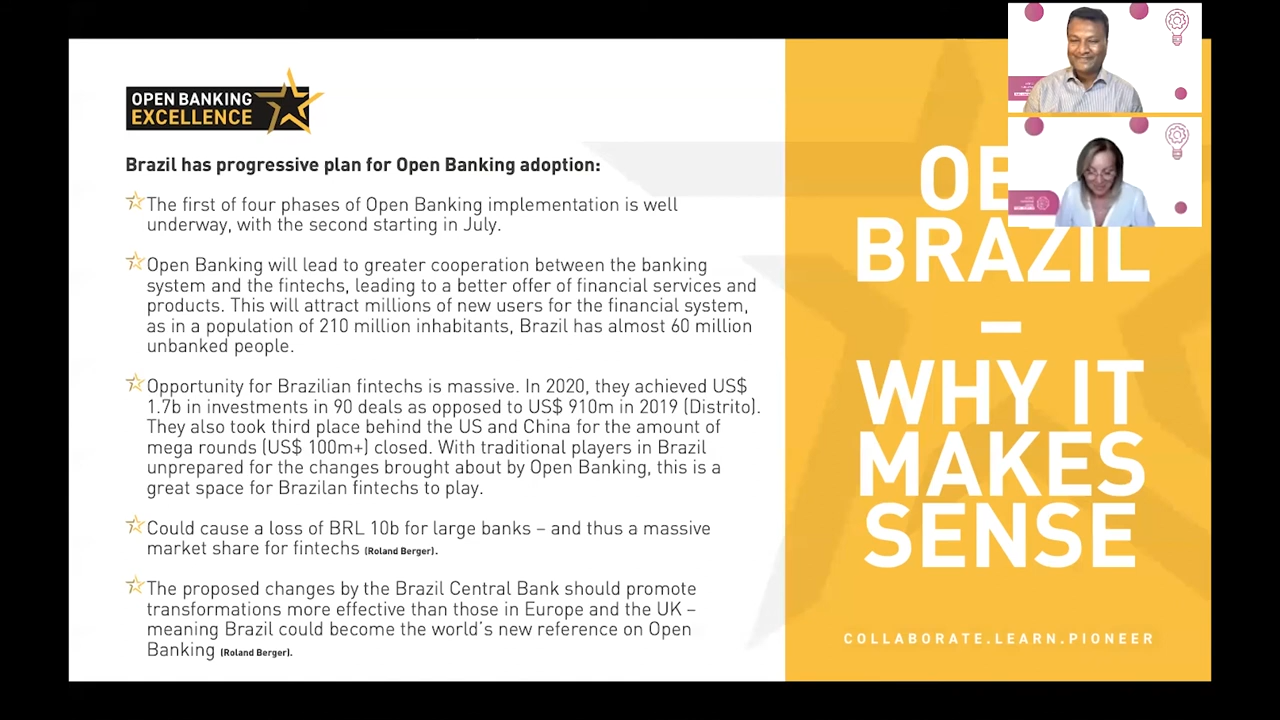 OPEN BANKING
EXCELLENCE
Brazil has progressive plan for Open Banking adoption:
The first of four phases of Open Banking implementation is well
underway, with the second starting in July.
Open Banking will lead to greater cooperation between the banking
system and the fintechs, leading to a better offer of financial services and
products. This will attract millions of new users for the financial system,
as in a population of 210 million inhabitants, Brazil has almost 60 million
unbanked people.
Opportunity for Brazilian fintechs is massive. In 2020, they achieved US$
1.7b in investments in 90 deals as opposed to US$ 910m in 2019 (Distrito).
They also took third place behind the US and China for the amount of
mega rounds (US$ 100m+) closed. With traditional players in Brazil
unprepared for the changes brought about by Open Banking, this is a
great space for Brazilan fintechs to play.
Could cause a loss of BRL 10b for large banks – and thus a massive
market share for fintechs (Roland Berger).
The proposed changes by the Brazil Central Bank should promote
transformations more effective than those in Europe and the UK –
meaning Brazil could become the world's new reference on Open
Banking (Roland Berger).
BRAZIL
–
WHY IT
MAKES
SENSE
COLLABORATE.LEARN.PIONEER